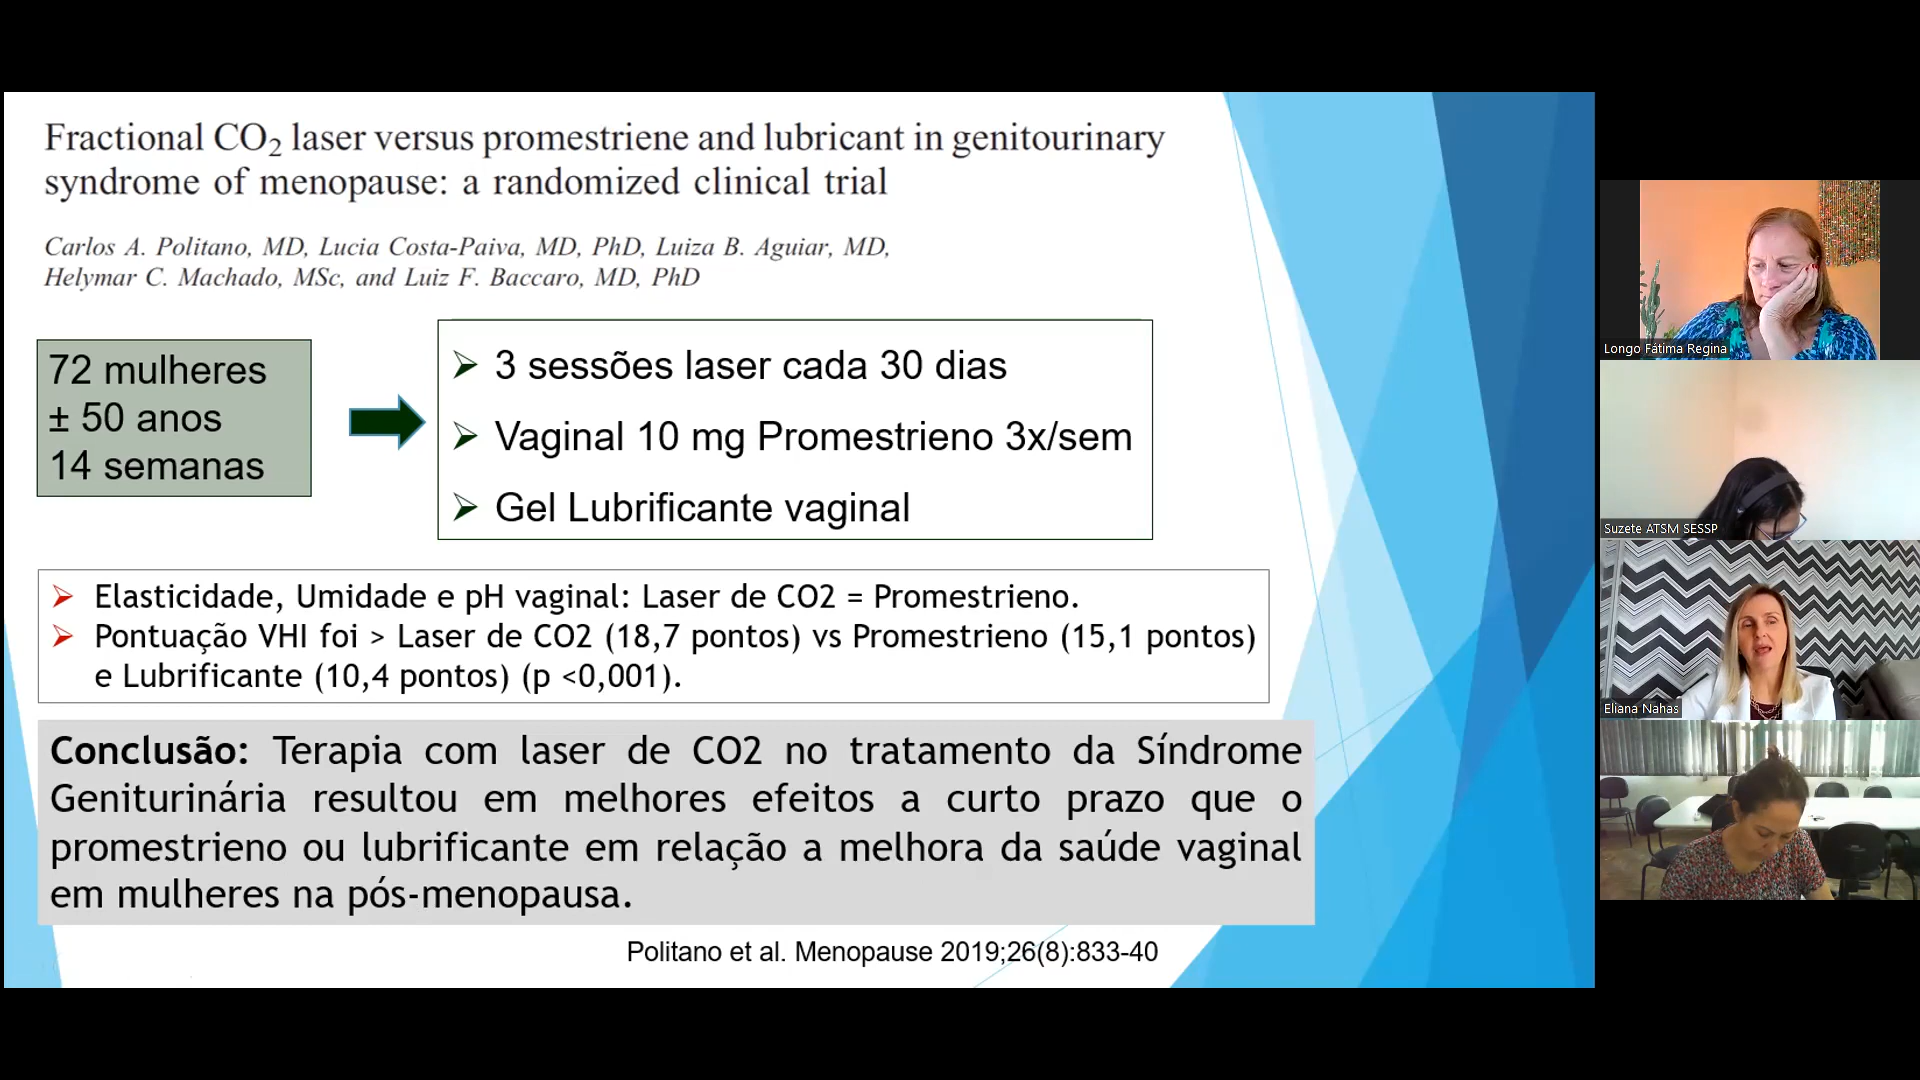 Fractional CO2 laser versus promestriene and lubricant in genitourinary
syndrome of menopause: a randomized clinical trial
Carlos A. Politano, MD, Lucia Costa-Paiva, MD, PhD, Luiza B. Aguiar, MD,
Helymar C. Machado, MSc, and Luiz F. Baccaro, MD, PhD
72 mulheres
± 50 anos
14 semanas
➢ 3 sessões laser cada 30 dias
➢ Vaginal 10 mg Promestrieno 3x/sem
➢ Gel Lubrificante vaginal
➢ Elasticidade, Umidade e pH vaginal: Laser de CO2 = Promestrieno.
➢ Pontuação VHI foi > Laser de CO2 (18,7 pontos) vs Promestrieno (15,1 pontos)
e Lubrificante (10,4 pontos) (p <0,001).
Conclusão: Terapia com laser de CO2 no tratamento da Síndrome
Geniturinária resultou em melhores efeitos a curto prazo que o
promestrieno ou lubrificante em relação a melhora da saúde vaginal
em mulheres na pós-menopausa.
Politano et al. Menopause 2019;26(8):833-40
Longo Fátima Regina
Suzete ATSM SESSP
Eliana Nahas